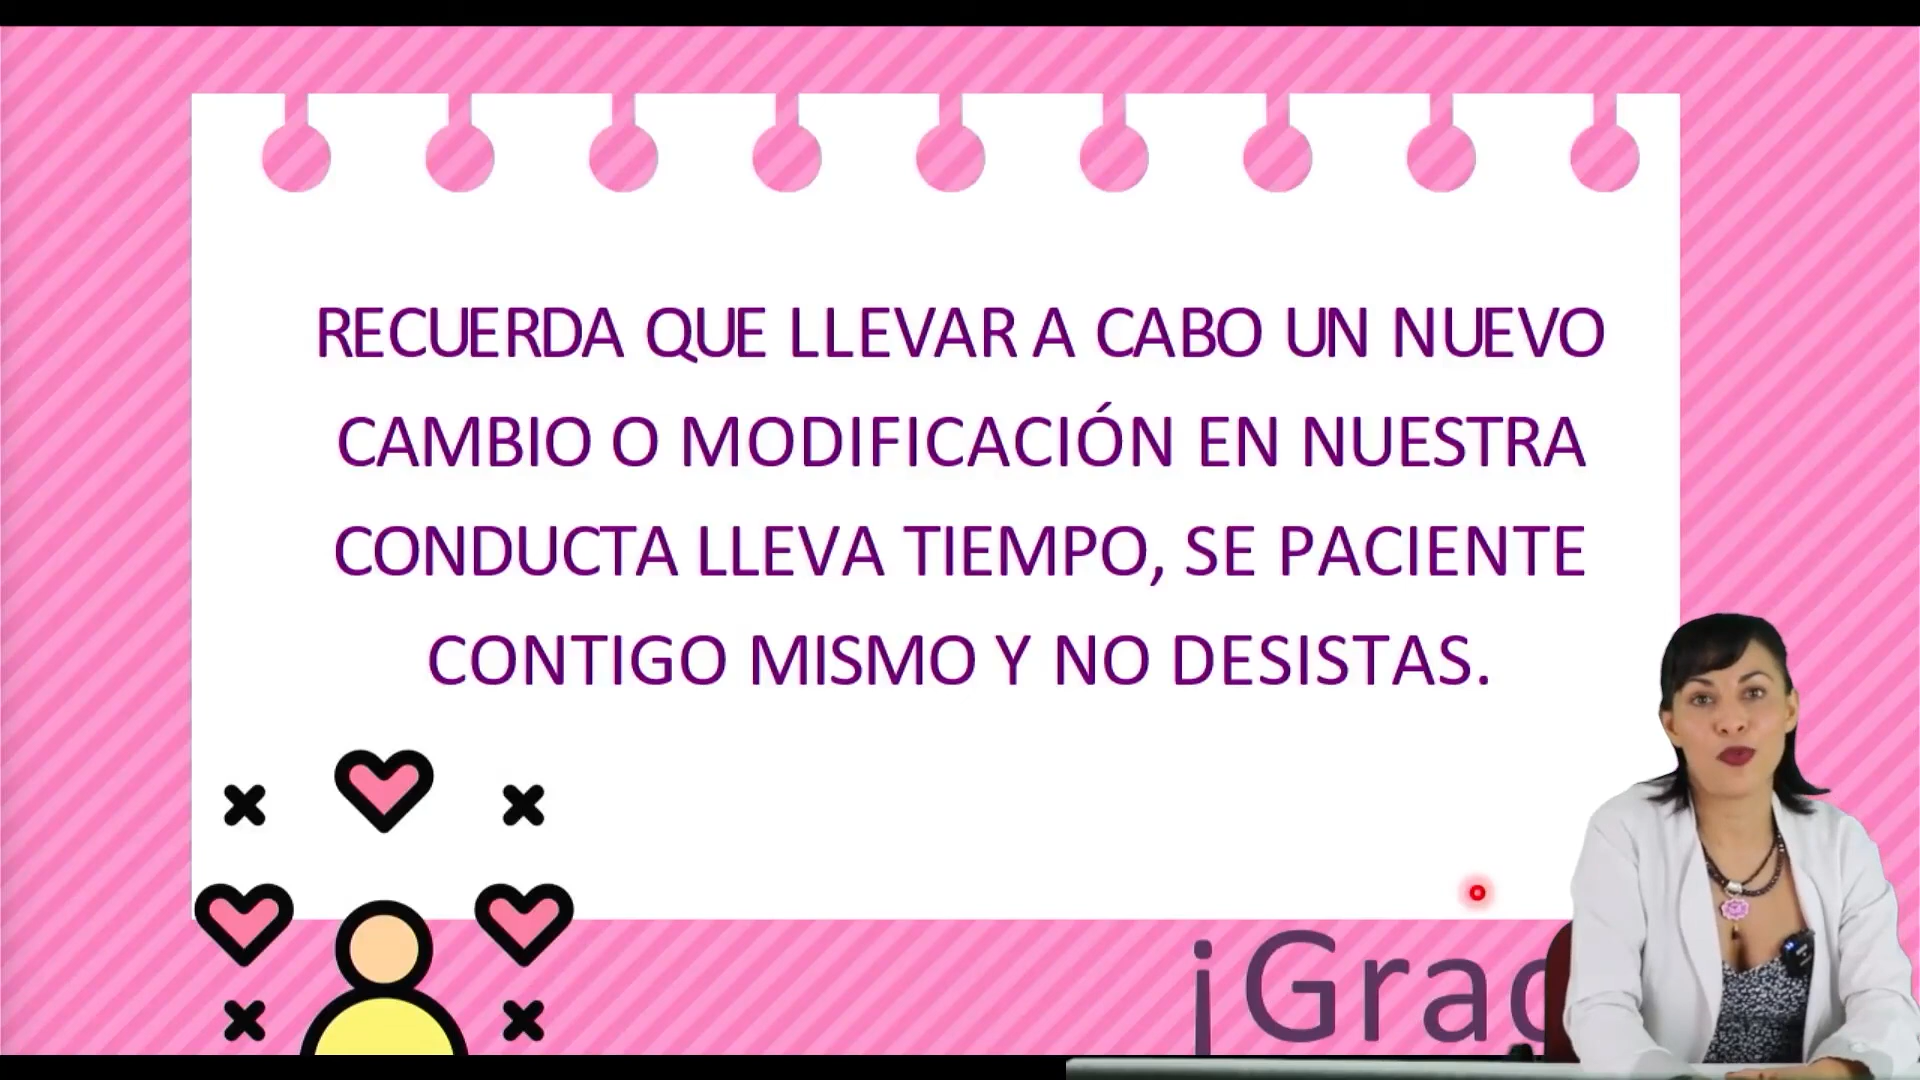 RECUERDA QUE LLEVAR A CABO UN NUEVO
CAMBIO O MODIFICACIÓN EN NUESTRA
CONDUCTA LLEVA TIEMPO, SE PACIENTE
CONTIGO MISMO Y NO DESISTAS.